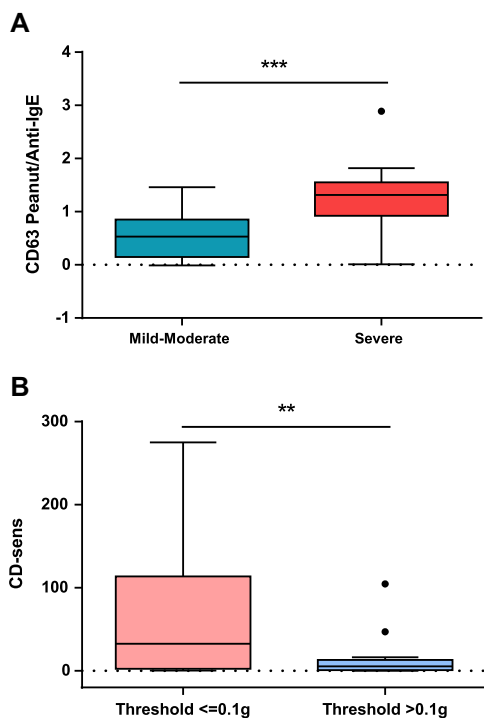 A
***
4
3
2
1
0
-1
CD63 Peanut/Anti-IgE
Mild-Moderate
Severe
B
**
300
200
100
0
CD-sens
Threshold <=0.1g
Threshold >0.1g